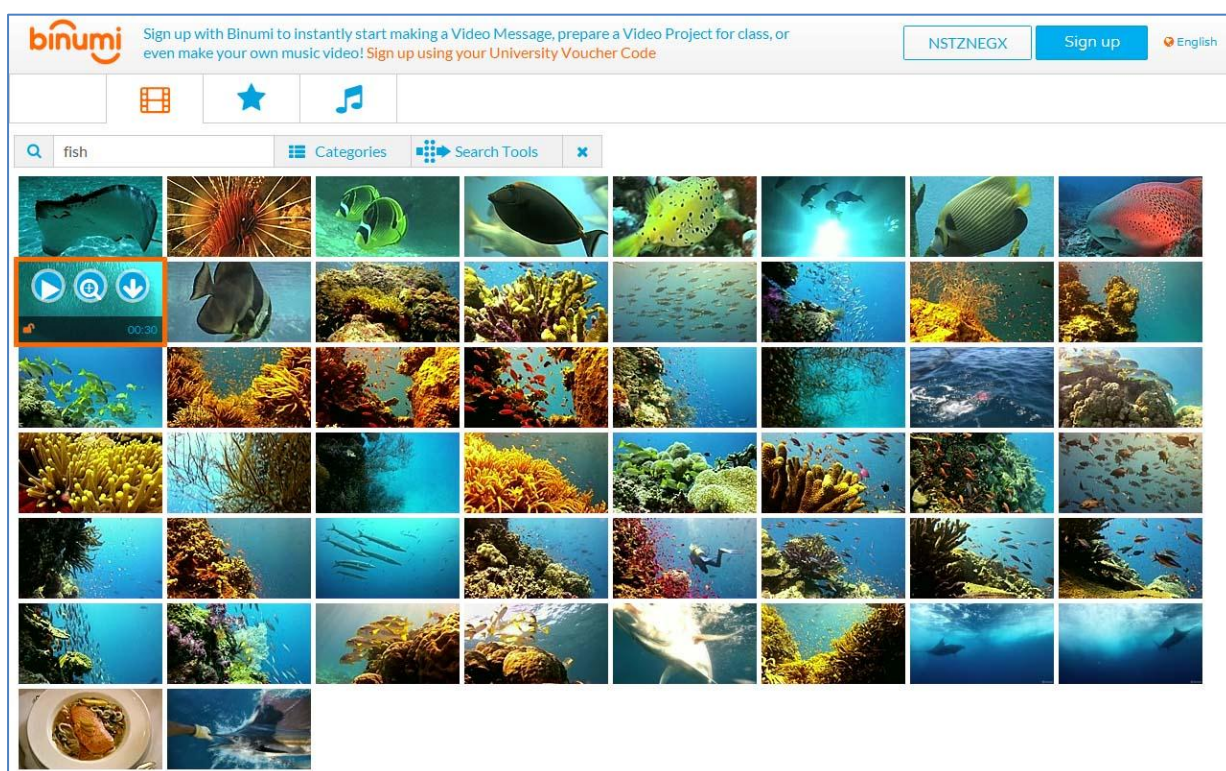 binumi
Sign up with Binumi to instantly start making a Video Message, prepare a Video Project for class, or
even make your own music video! Sign up using your University Voucher Code
NSTZNEGX
Sign up
English
fish
Categories
Search Tools
00:30